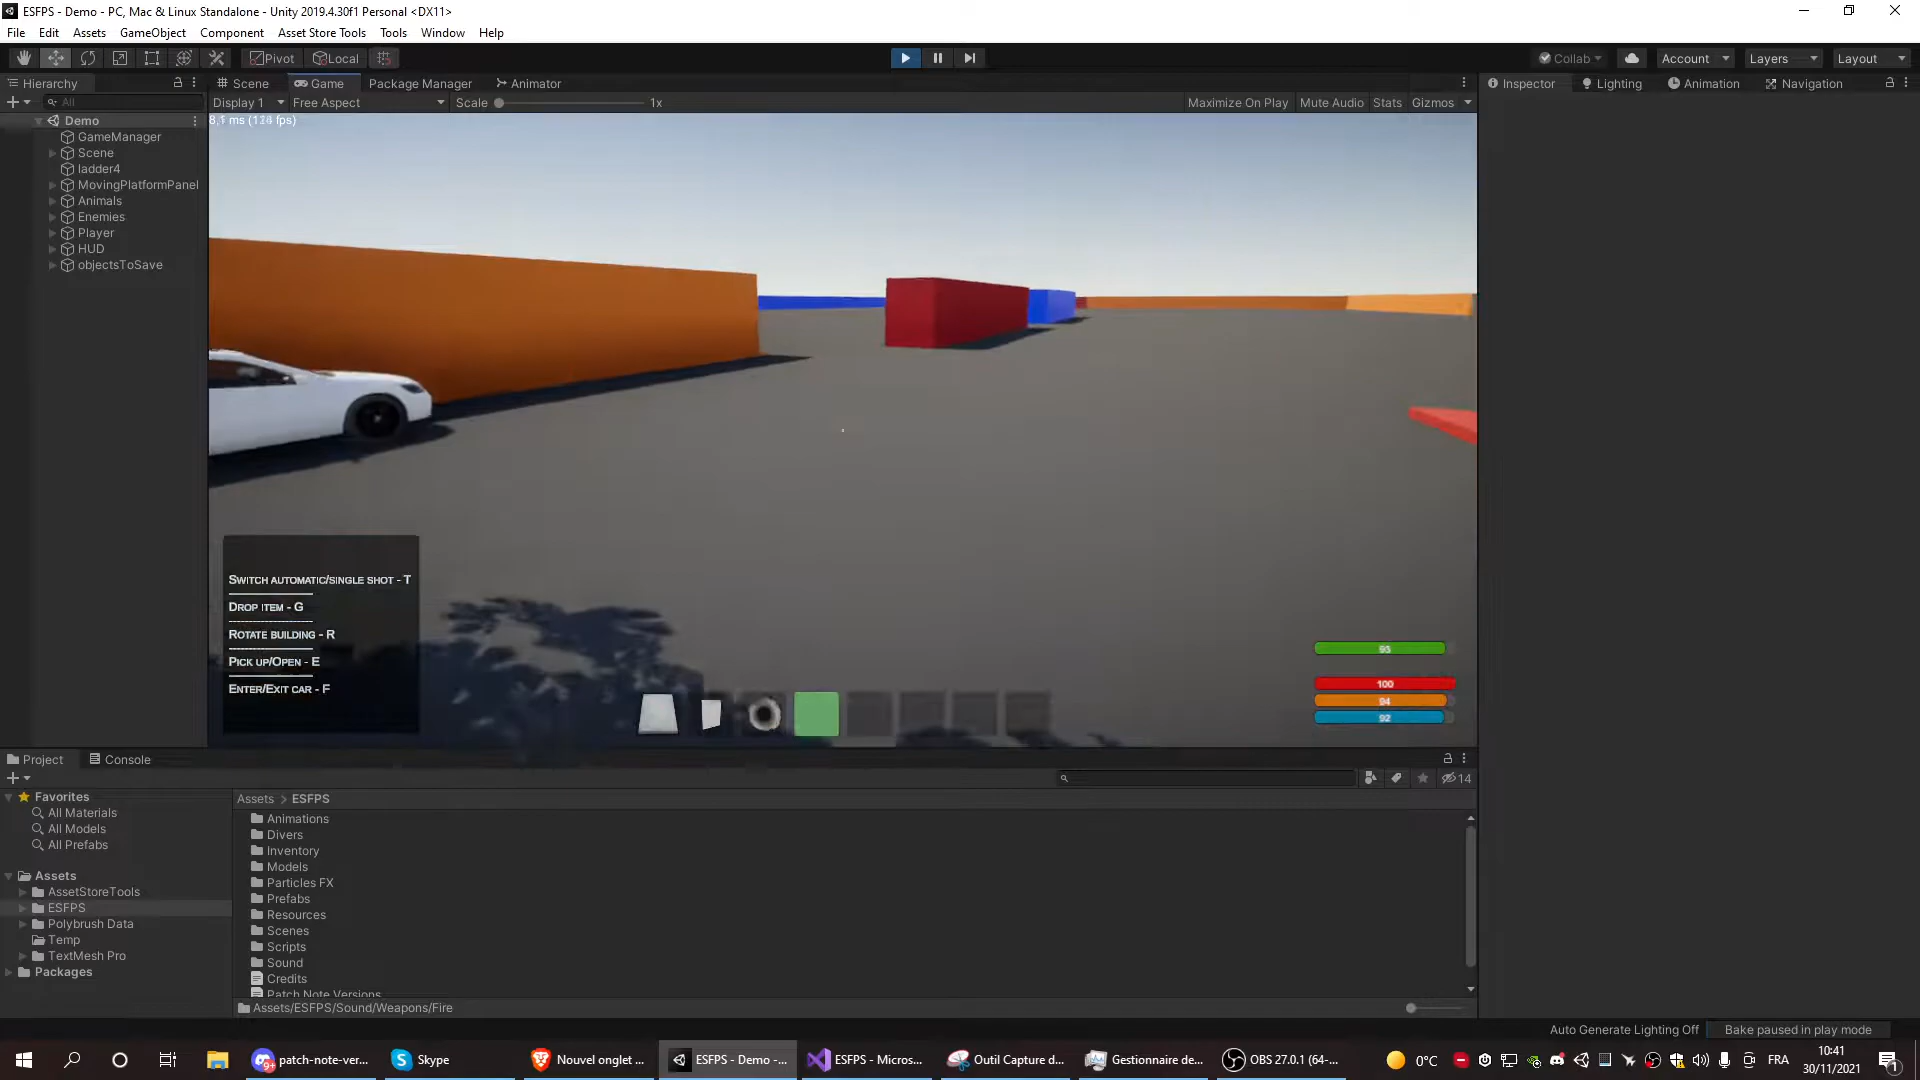 ESFPS - Demo - PC, Mac & Linux Standalone - Unity 2019.4.30f1 Personal <DX11>
File Edit Assets GameObject Component Asset Store Tools Tools Window Help
Pivot Local Collab Account Layers Layout
Hierarchy Scene Game Package Manager Animator Inspector Lighting Animation Navigation
All Display 1 Free Aspect Scale 1x Maximize On Play Mute Audio Stats Gizmos
Demo
GameManager
Scene
ladder4
MovingPlatformPanel
Animals
Enemies
Player
HUD
objectsToSave
SWITCH AUTOMATIC/SINGLE SHOT - T
DROP ITEM - G
ROTATE BUILDING - R
PICK UP/OPEN - E
ENTER/EXIT CAR - F
93
100
94
92
Project Console
14
Favorites
All Materials
All Models
All Prefabs
Assets
AssetStoreTools
ESFPS
Polybrush Data
Temp
TextMesh Pro
Packages
Assets > ESFPS
Animations
Divers
Inventory
Models
Particles FX
Prefabs
Resources
Scenes
Scripts
Sound
Credits
Patch Note Versions
Assets/ESFPS/Sound/Weapons/Fire
Auto Generate Lighting Off Bake paused in play mode
patch-note-ver... Skype Nouvel onglet ... ESFPS - Demo -... ESFPS - Micros... Outil Capture d... Gestionnaire de... OBS 27.0.1 (64-... 0°C FRA 10:41
30/11/2021